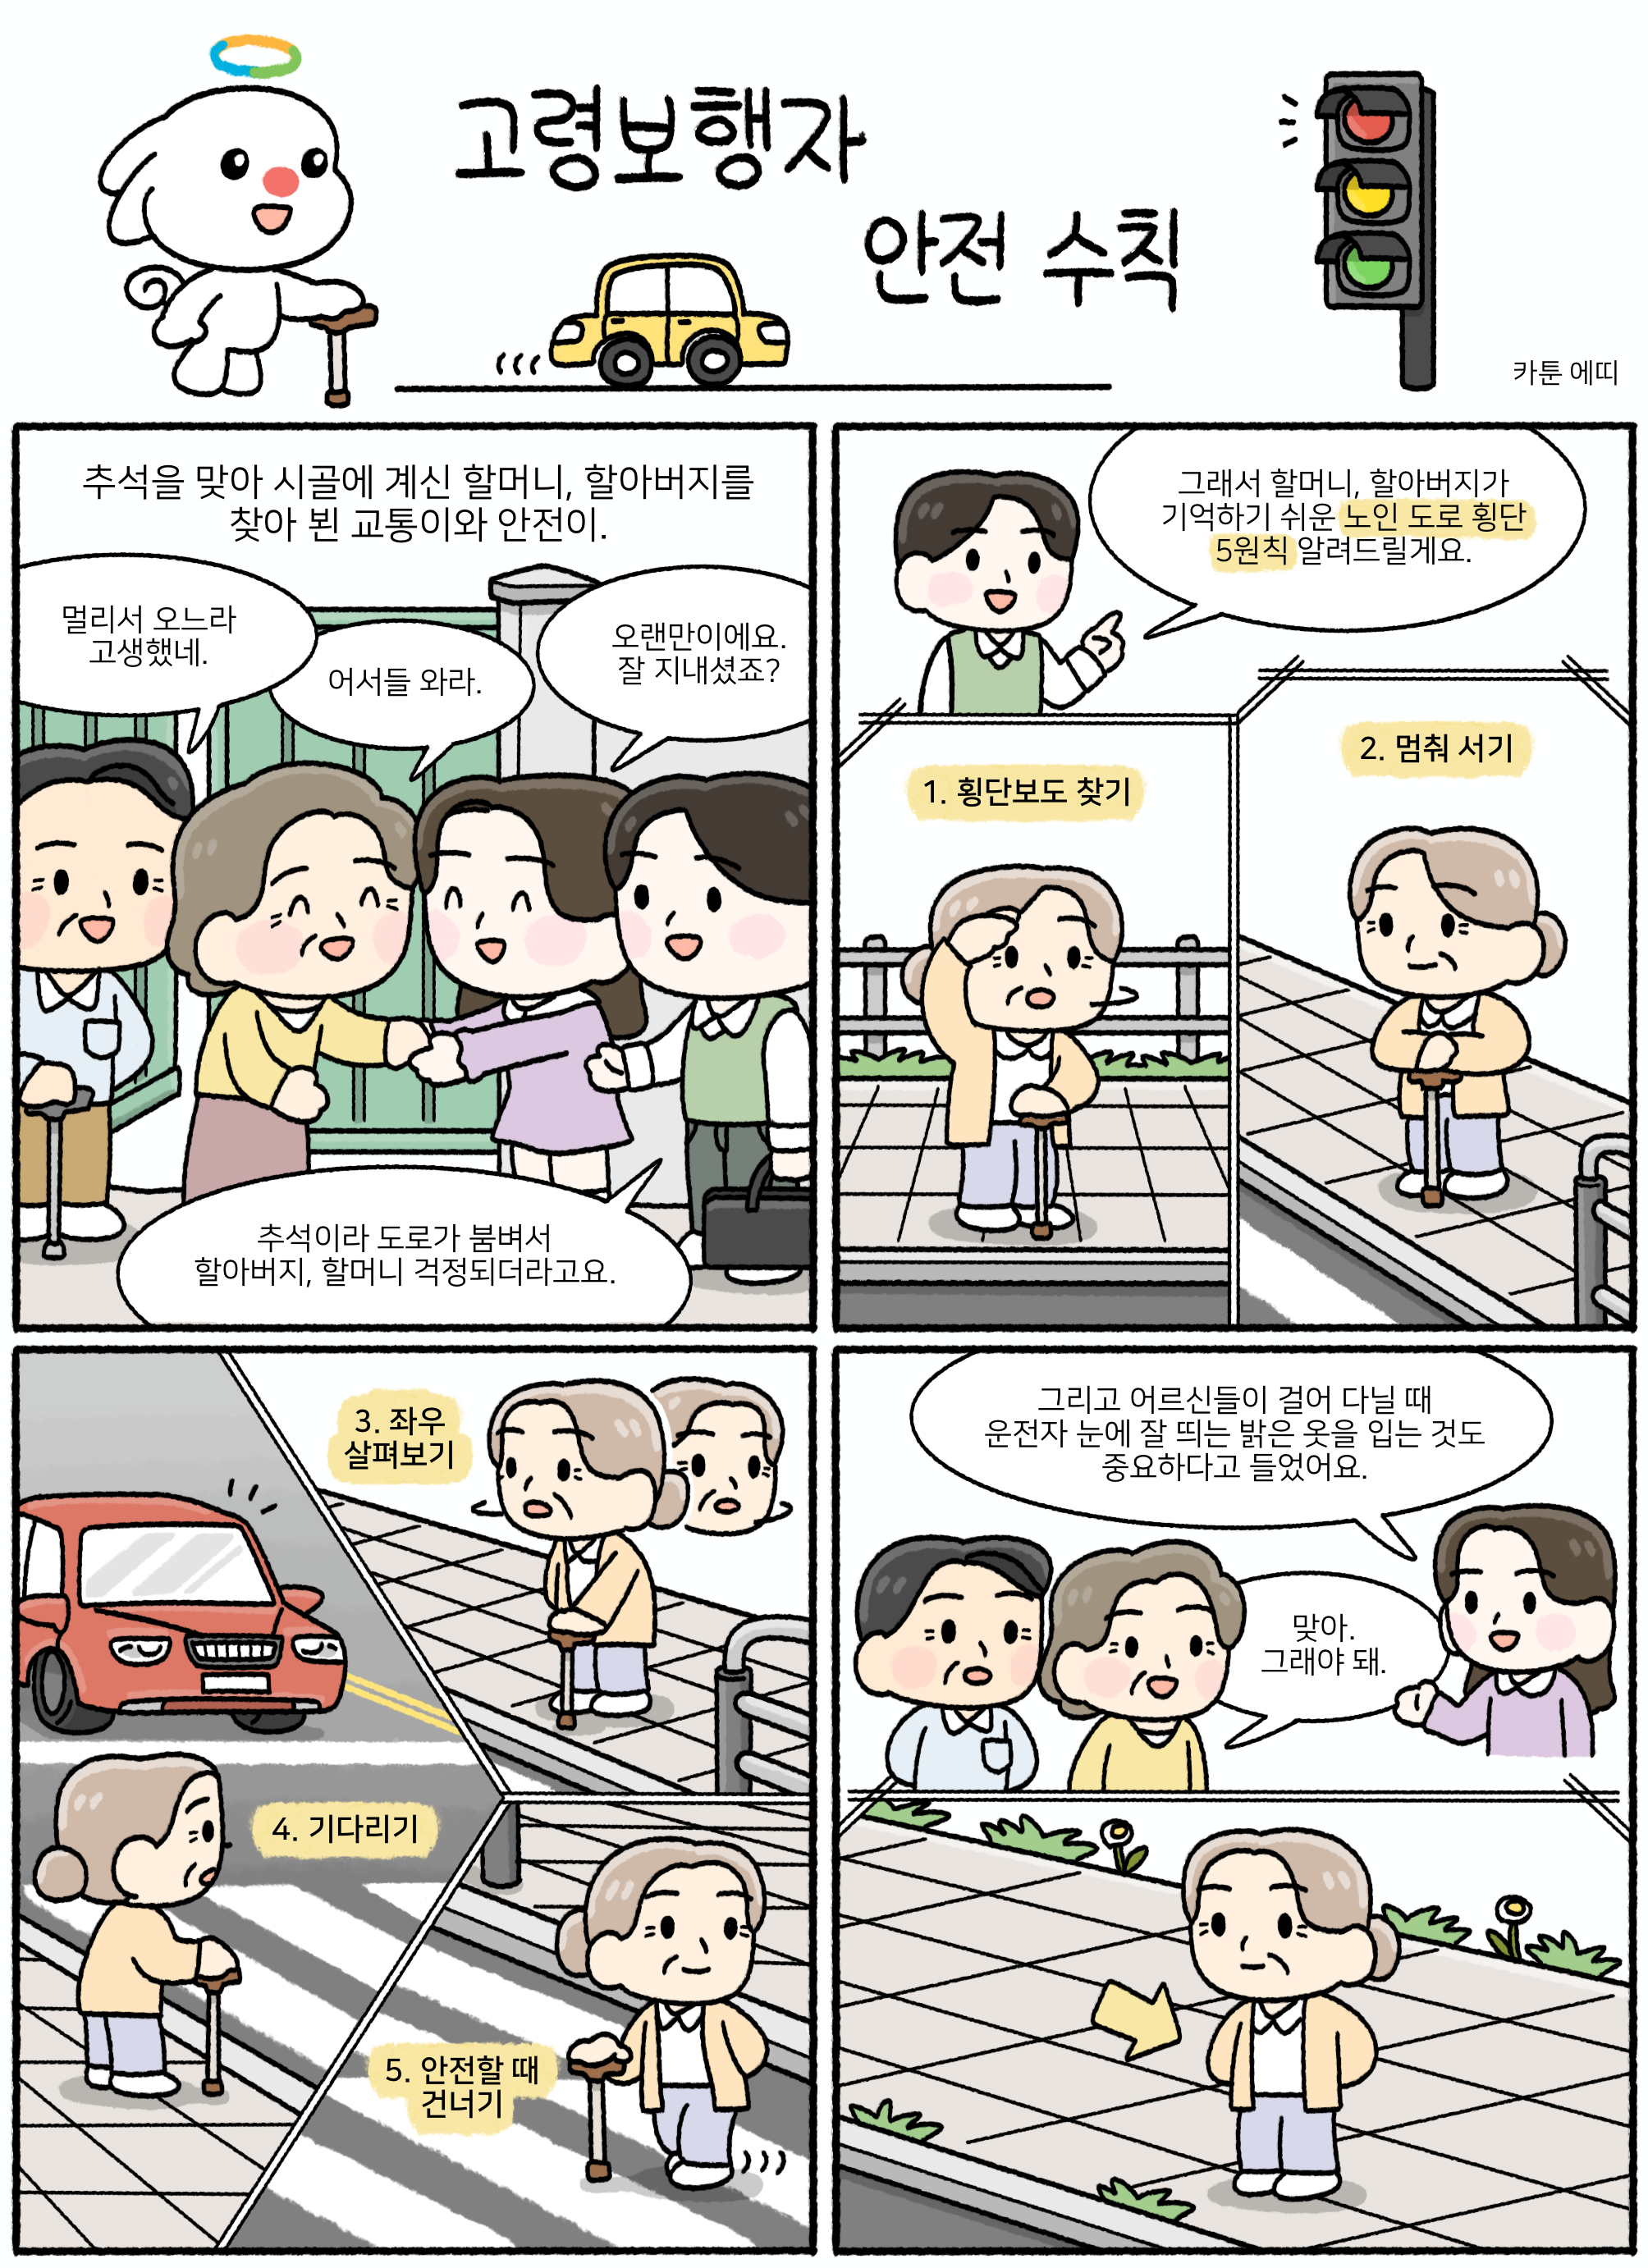 고령보행자
안전 수칙
카툰 에띠
추석을 맞아 시골에 계신 할머니, 할아버지를
찾아 뵌 교통이와 안전이.
멀리서 오느라
고생했네.
어서들 와라.
오랜만이에요.
잘 지내셨죠?
추석이라 도로가 붐벼서
할아버지, 할머니 걱정되더라고요.
그래서 할머니, 할아버지가
기억하기 쉬운 노인 도로 횡단
5원칙 알려드릴게요.
1. 횡단보도 찾기
2. 멈춰 서기
3. 좌우
살펴보기
4. 기다리기
5. 안전할 때
건너기
그리고 어르신들이 걸어 다닐 때
운전자 눈에 잘 띄는 밝은 옷을 입는 것도
중요하다고 들었어요.
맞아.
그래야 돼.